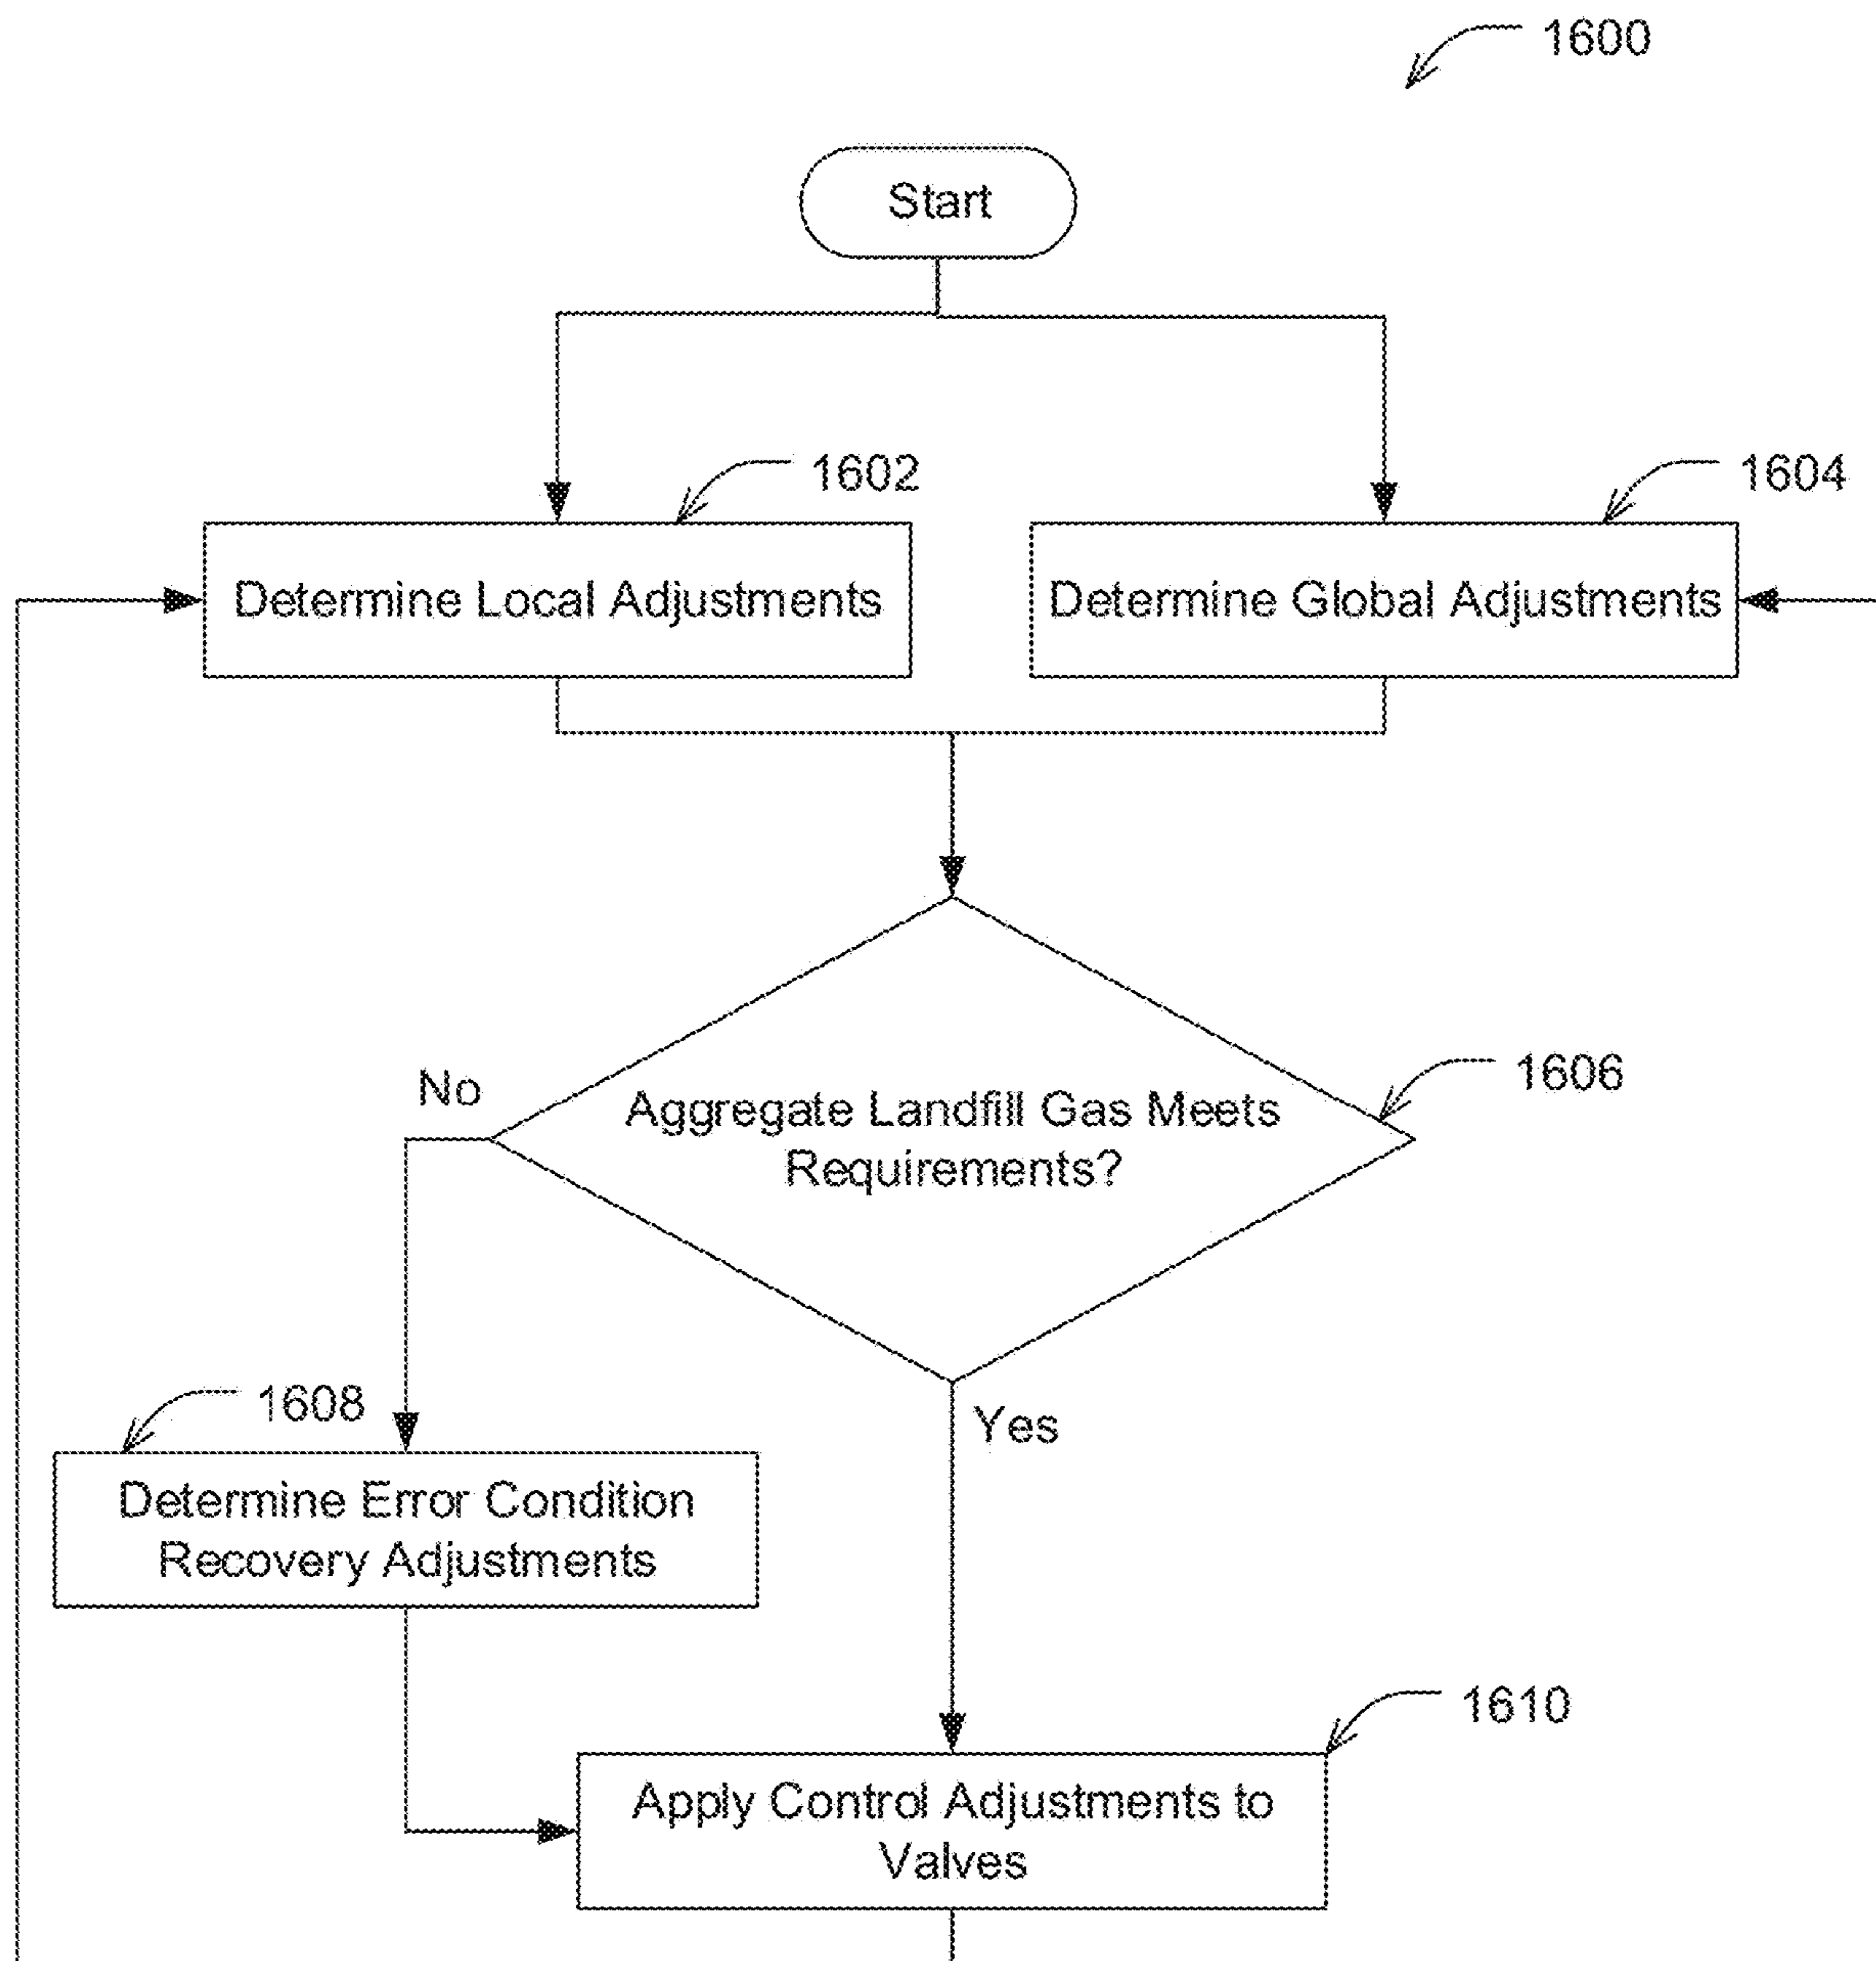 1600
Start
1602
1604
Determine Local Adjustments
Determine Global Adjustments
No
1606
Aggregate Landfill Gas Meets
Requirements?
1608
Yes
Determine Error Condition
Recovery Adjustments
1610
Apply Control Adjustments to
Valves